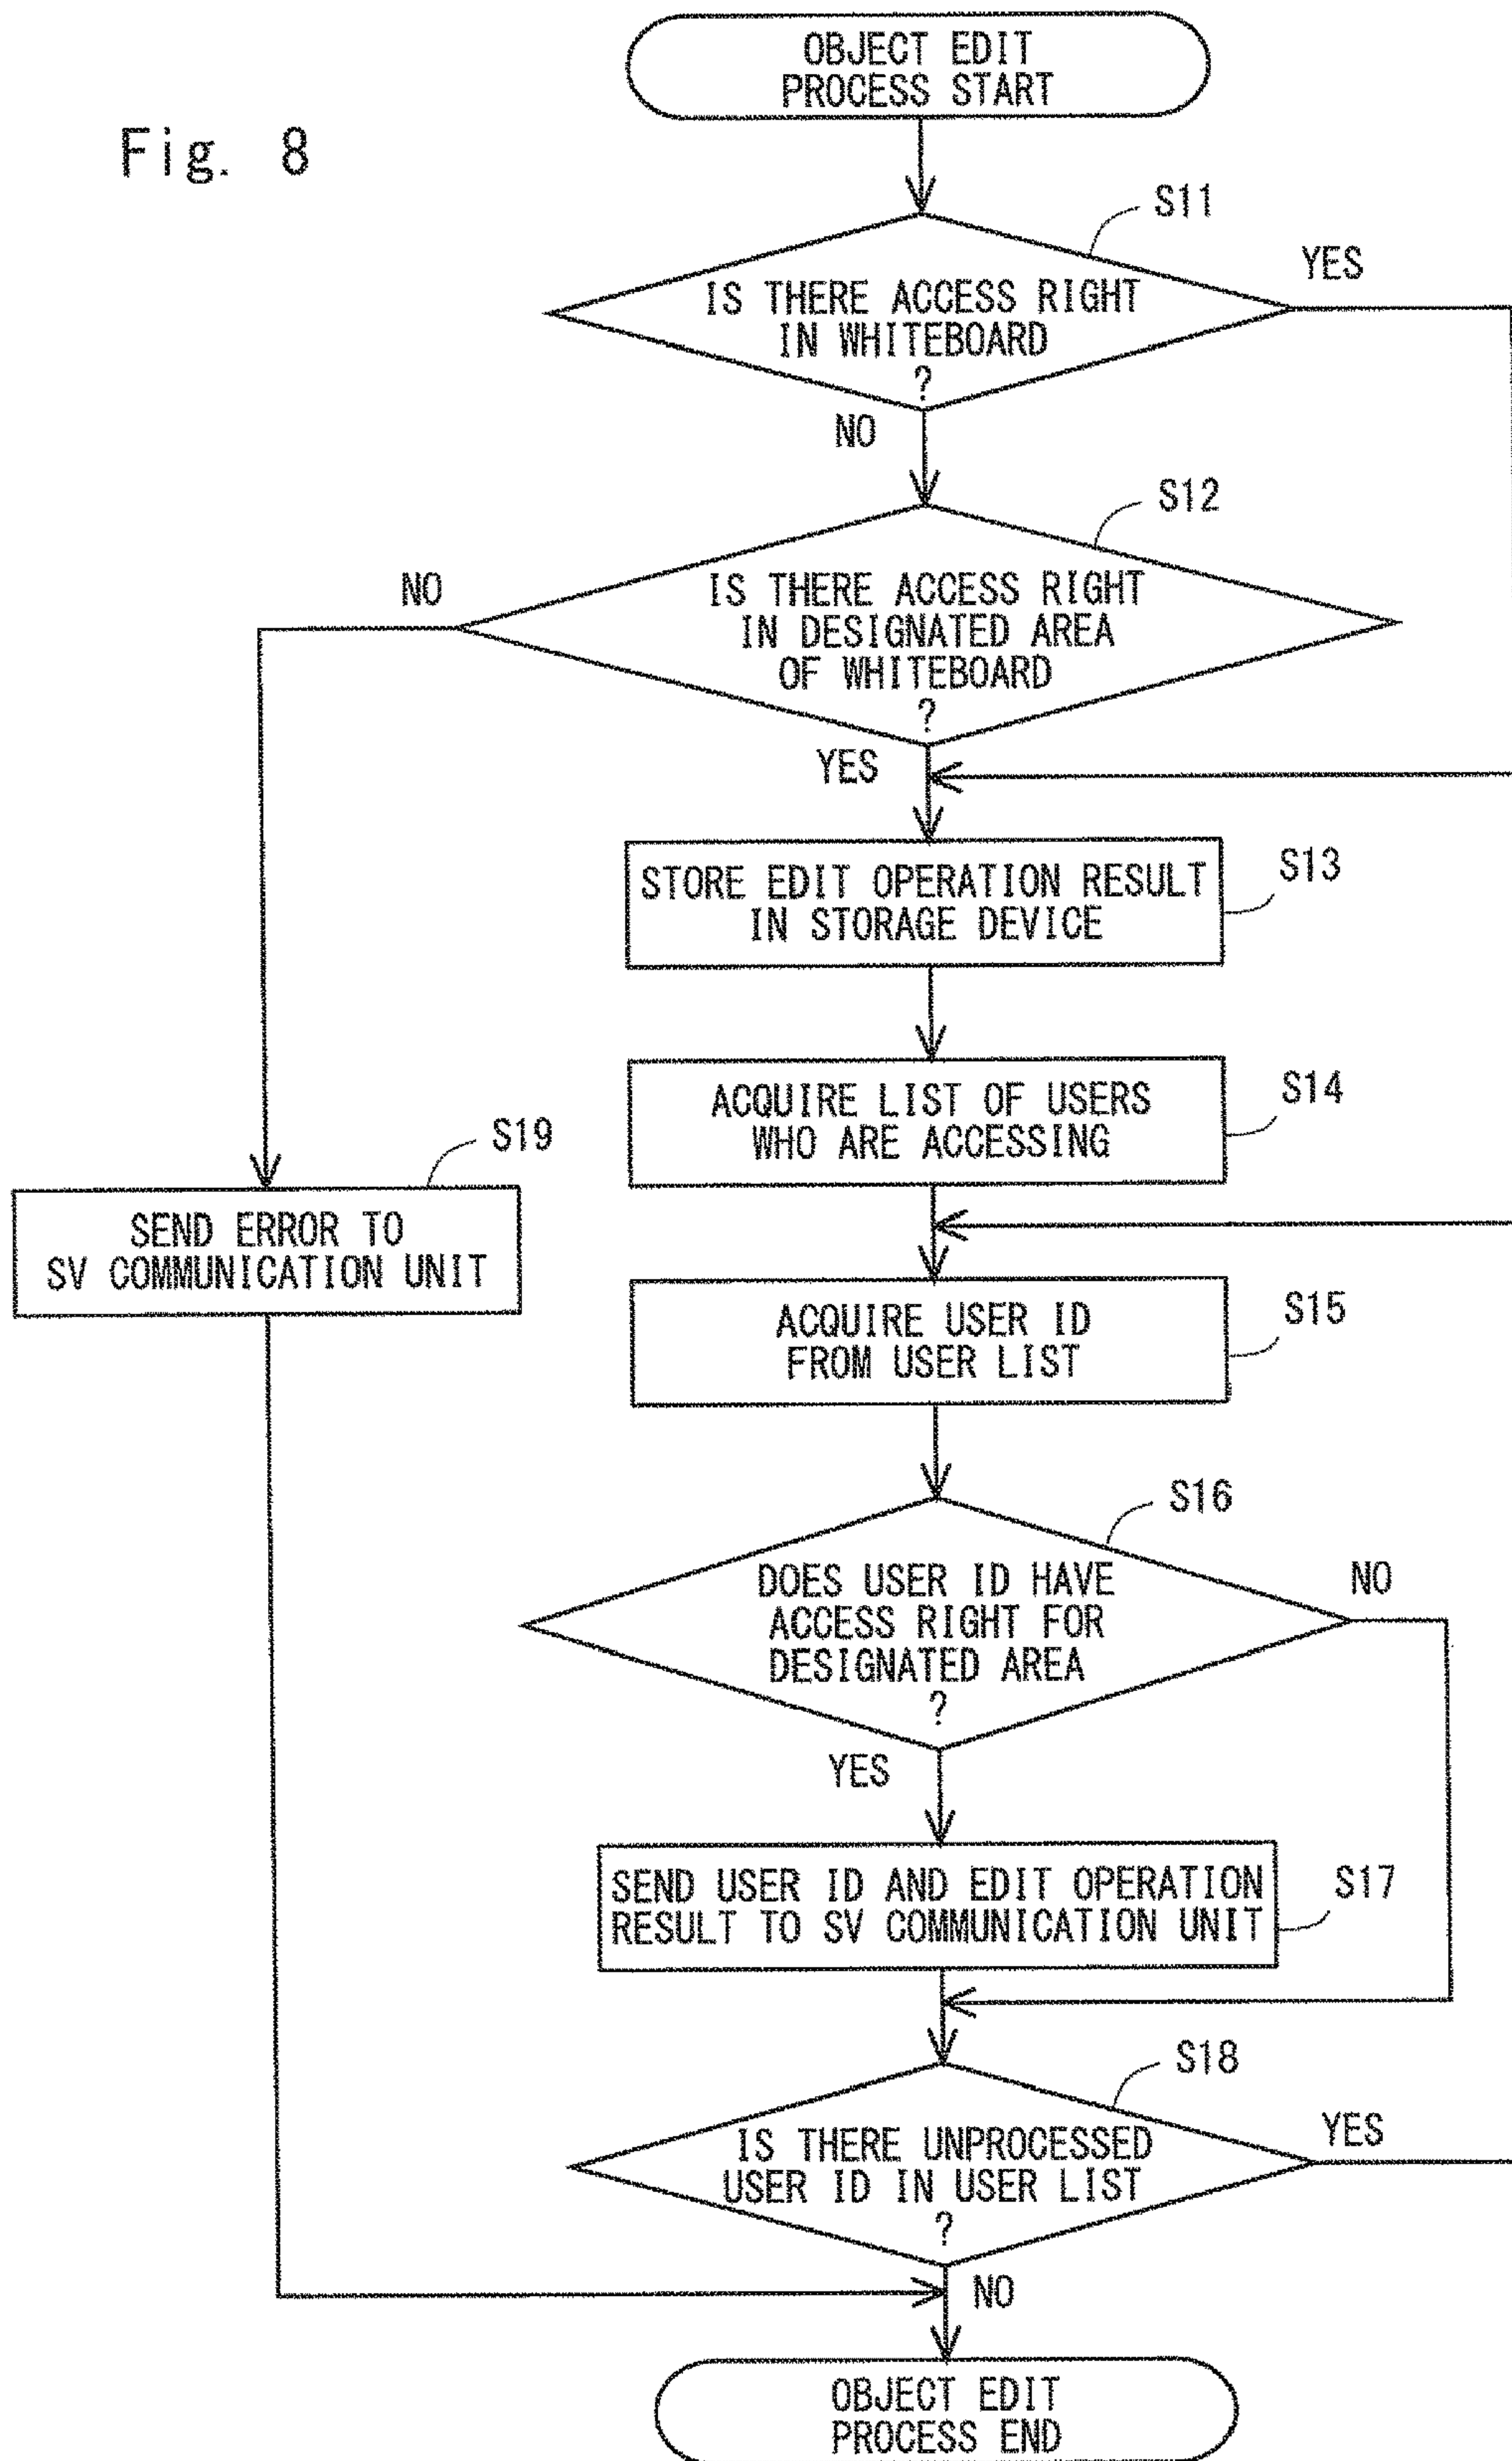 OBJECT EDIT
PROCESS START
Fig. 8
S11
YES
IS THERE ACCESS RIGHT
IN WHITEBOARD
?
NO
S12
NO
IS THERE ACCESS RIGHT
IN DESIGNATED AREA
OF WHITEBOARD
?
YES
S13
STORE EDIT OPERATION RESULT
IN STORAGE DEVICE
S14
ACQUIRE LIST OF USERS
WHO ARE ACCESSING
S19
SEND ERROR TO
SV COMMUNICATION UNIT
S15
ACQUIRE USER ID
FROM USER LIST
S16
NO
DOES USER ID HAVE
ACCESS RIGHT FOR
DESIGNATED AREA
?
YES
S17
SEND USER ID AND EDIT OPERATION
RESULT TO SV COMMUNICATION UNIT
S18
YES
IS THERE UNPROCESSED
USER ID IN USER LIST
?
NO
OBJECT EDIT
PROCESS END